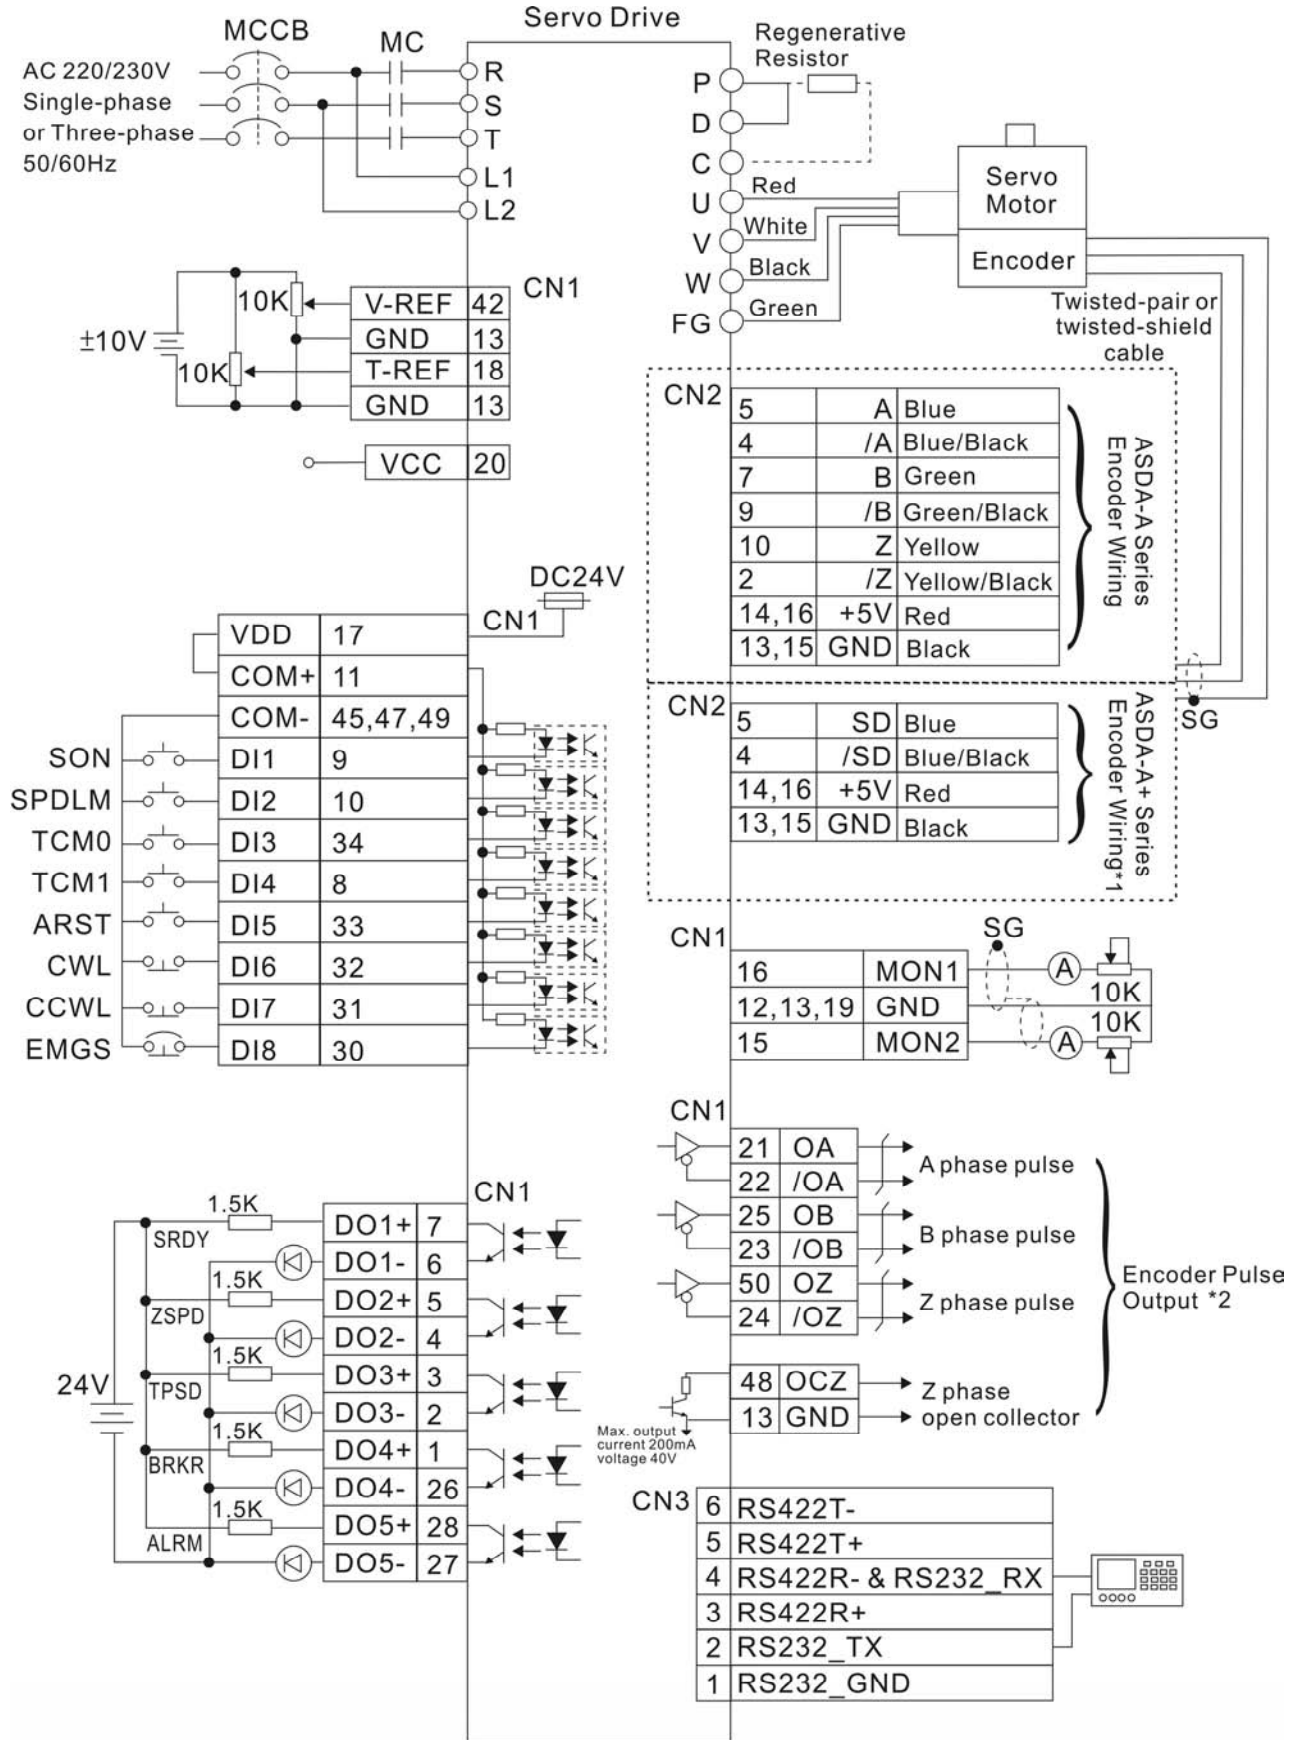 Servo Drive
MCCB
MC
AC 220/230V
Single-phase
or Three-phase
50/60Hz
R
S
T
L1
L2
Regenerative
Resistor
P
D
C
U
V
W
FG
Red
White
Black
Green
Servo
Motor
Encoder
Twisted-pair or
twisted-shield
cable
±10V
10K
10K
CN1
V-REF 42
GND 13
T-REF 18
GND 13
VCC 20
CN2
5 A Blue
4 /A Blue/Black
7 B Green
9 /B Green/Black
10 Z Yellow
2 /Z Yellow/Black
14,16 +5V Red
13,15 GND Black
ASDA-A Series
Encoder Wiring
CN2
5 SD Blue
4 /SD Blue/Black
14,16 +5V Red
13,15 GND Black
ASDA-A+ Series
Encoder Wiring*1
SG
DC24V
CN1
VDD 17
COM+ 11
COM- 45,47,49
SON DI1 9
SPDLM DI2 10
TCM0 DI3 34
TCM1 DI4 8
ARST DI5 33
CWL DI6 32
CCWL DI7 31
EMGS DI8 30
CN1
SG
16 MON1
12,13,19 GND
15 MON2
A
10K
10K
A
CN1
21 OA
22 /OA
A phase pulse
25 OB
23 /OB
B phase pulse
50 OZ
24 /OZ
Z phase pulse
48 OCZ
13 GND
Z phase
open collector
Encoder Pulse
Output *2
Max. output
current 200mA
voltage 40V
CN1
24V
1.5K
SRDY
DO1+ 7
DO1- 6
1.5K
ZSPD
DO2+ 5
DO2- 4
1.5K
TPSD
DO3+ 3
DO3- 2
1.5K
BRKR
DO4+ 1
DO4- 26
1.5K
ALRM
DO5+ 28
DO5- 27
CN3
6 RS422T-
5 RS422T+
4 RS422R- & RS232_RX
3 RS422R+
2 RS232_TX
1 RS232_GND